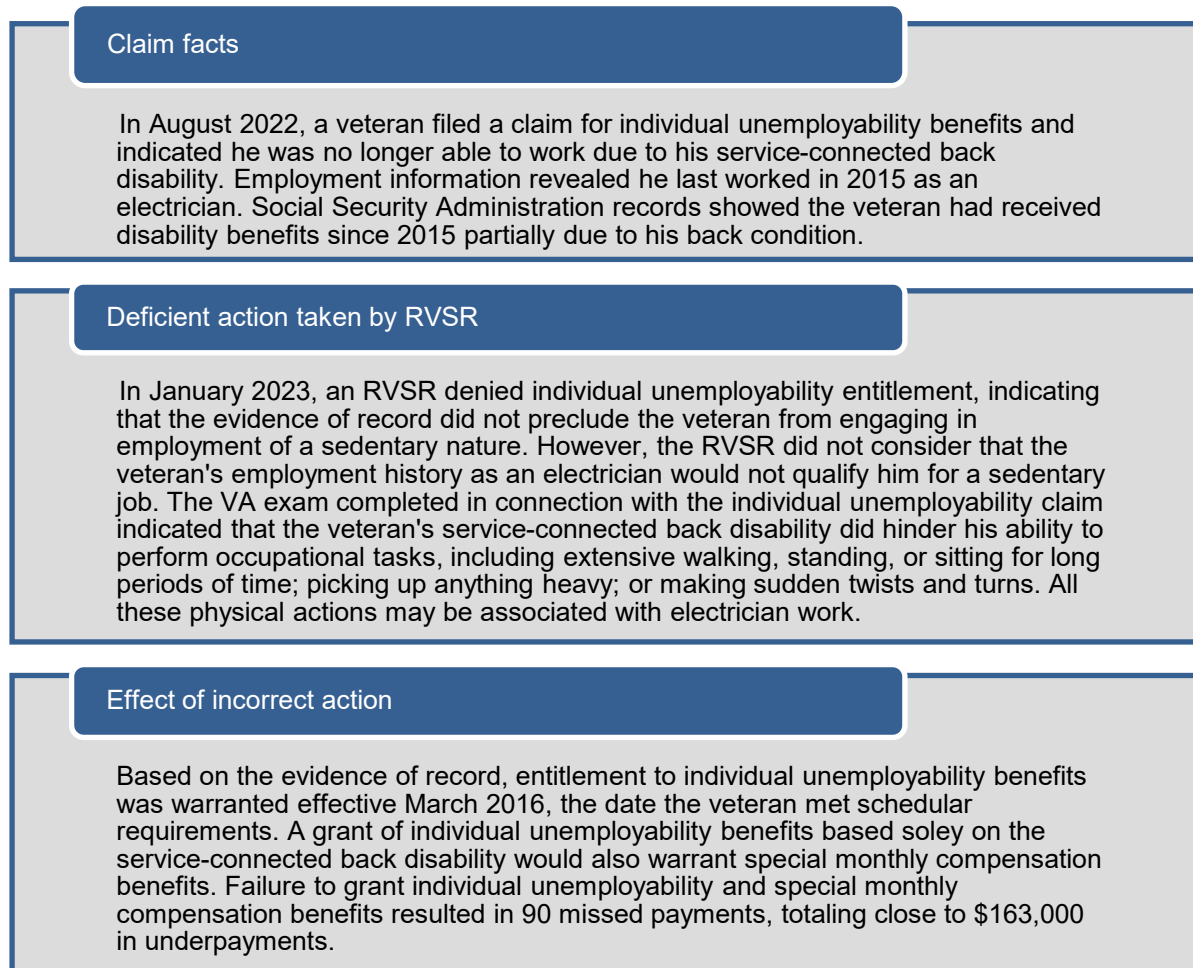 Claim facts
In August 2022, a veteran filed a claim for individual unemployability benefits and
indicated he was no longer able to work due to his service-connected back
disability. Employment information revealed he last worked in 2015 as an
electrician. Social Security Administration records showed the veteran had received
disability benefits since 2015 partially due to his back condition.
Deficient action taken by RVSR
In January 2023, an RVSR denied individual unemployability entitlement, indicating
that the evidence of record did not preclude the veteran from engaging in
employment of a sedentary nature. However, the RVSR did not consider that the
veteran's employment history as an electrician would not qualify him for a sedentary
job. The VA exam completed in connection with the individual unemployability claim
indicated that the veteran's service-connected back disability did hinder his ability to
perform occupational tasks, including extensive walking, standing, or sitting for long
periods of time; picking up anything heavy; or making sudden twists and turns. All
these physical actions may be associated with electrician work.
Effect of incorrect action
Based on the evidence of record, entitlement to individual unemployability benefits
was warranted effective March 2016, the date the veteran met schedular
requirements. A grant of individual unemployability benefits based soley on the
service-connected back disability would also warrant special monthly compensation
benefits. Failure to grant individual unemployability and special monthly
compensation benefits resulted in 90 missed payments, totaling close to $163,000
in underpayments.